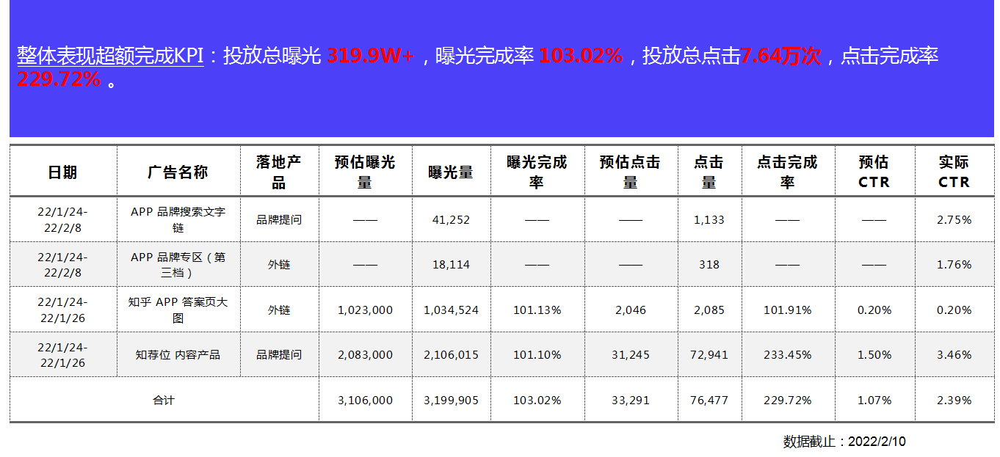 整体表现超额完成KPI：投放总曝光 319.9W+，曝光完成率 103.02%，投放总点击7.64万次，点击完成率
229.72% 。
日期 广告名称 落地产品 预估曝光量 曝光量 曝光完成率 预估点击量 点击量 点击完成率 预估CTR 实际CTR
22/1/24-22/2/8 APP 品牌搜索文字链 品牌提问 —— 41,252 —— —— 1,133 —— —— 2.75%
22/1/24-22/2/8 APP 品牌专区（第三档） 外链 —— 18,114 —— —— 318 —— —— 1.76%
22/1/24-22/1/26 知乎 APP 答案页大图 外链 1,023,000 1,034,524 101.13% 2,046 2,085 101.91% 0.20% 0.20%
22/1/24-22/1/26 知荐位 内容产品 品牌提问 2,083,000 2,106,015 101.10% 31,245 72,941 233.45% 1.50% 3.46%
合计 3,106,000 3,199,905 103.02% 33,291 76,477 229.72% 1.07% 2.39%
数据截止：2022/2/10